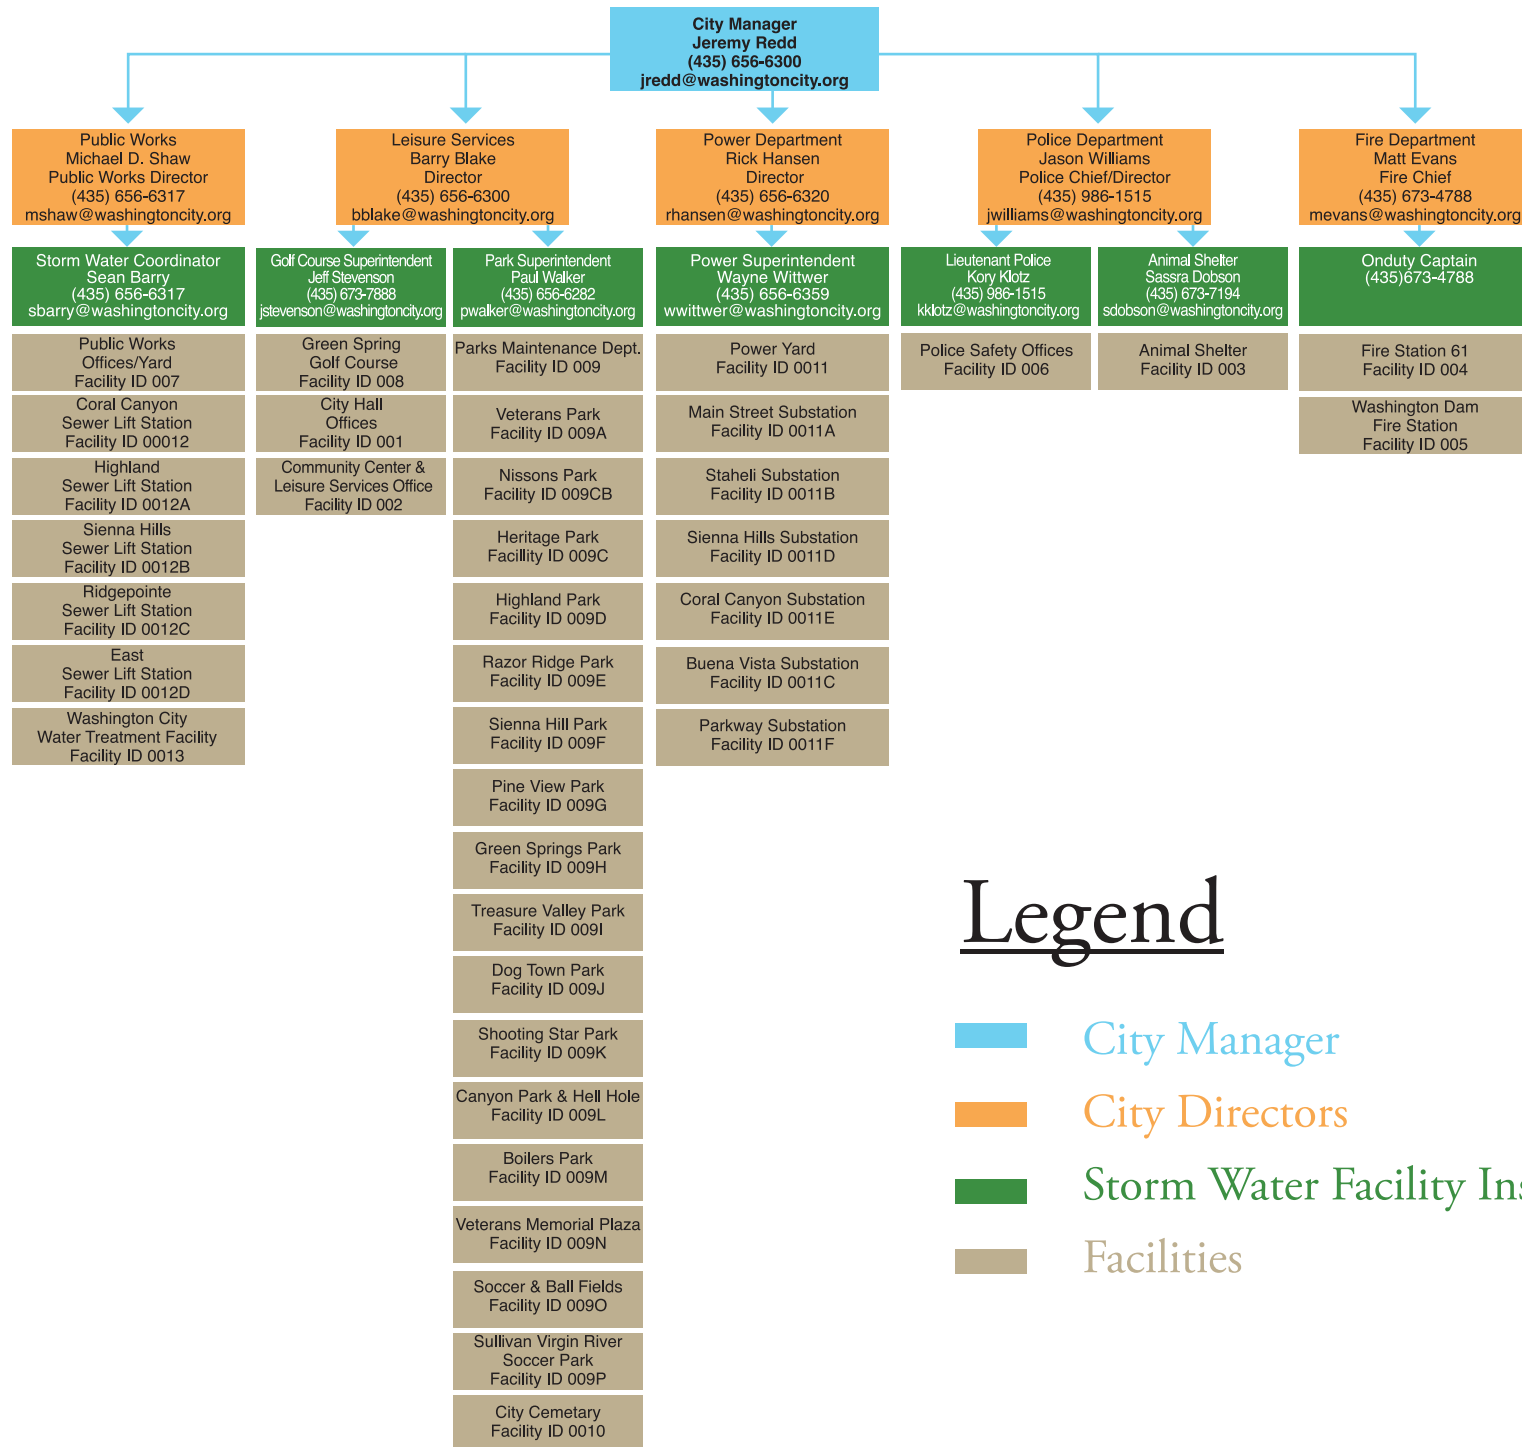 City Manager
Jeremy Redd
(435) 656-6300
jredd@washingtoncity.org
Public Works
Michael D. Shaw
Public Works Director
(435) 656-6317
mshaw@washingtoncity.org
Leisure Services
Barry Blake
Director
(435) 656-6300
bblake@washingtoncity.org
Power Department
Rick Hansen
Director
(435) 656-6320
rhansen@washingtoncity.org
Police Department
Jason Williams
Police Chief/Director
(435) 986-1515
jwilliams@washingtoncity.org
Fire Department
Matt Evans
Fire Chief
(435) 673-4788
mevans@washingtoncity.org
Storm Water Coordinator
Sean Barry
(435) 656-6317
sbarry@washingtoncity.org
Golf Course Superintendent
Jeff Stevenson
(435) 673-7888
jstevenson@washingtoncity.org
Park Superintendent
Paul Walker
(435) 656-6282
pwalker@washingtoncity.org
Power Superintendent
Wayne Wittwer
(435) 656-6359
wwittwer@washingtoncity.org
Lieutenant Police
Kory Klotz
(435) 986-1515
kklotz@washingtoncity.org
Animal Shelter
Sassra Dobson
(435) 673-7194
sdobson@washingtoncity.org
Onduty Captain
(435)673-4788
Public Works
Offices/Yard
Facility ID 007
Coral Canyon
Sewer Lift Station
Facility ID 00012
Highland
Sewer Lift Station
Facility ID 0012A
Sienna Hills
Sewer Lift Station
Facility ID 0012B
Ridgepointe
Sewer Lift Station
Facility ID 0012C
East
Sewer Lift Station
Facility ID 0012D
Washington City
Water Treatment Facility
Facility ID 0013
Green Spring
Golf Course
Facility ID 008
City Hall
Offices
Facility ID 001
Community Center &
Leisure Services Office
Facility ID 002
Parks Maintenance Dept.
Facility ID 009
Veterans Park
Facility ID 009A
Nissons Park
Facility ID 009CB
Heritage Park
Facillity ID 009C
Highland Park
Facility ID 009D
Razor Ridge Park
Facility ID 009E
Sienna Hill Park
Facility ID 009F
Pine View Park
Facility ID 009G
Green Springs Park
Facility ID 009H
Treasure Valley Park
Facility ID 009I
Dog Town Park
Facility ID 009J
Shooting Star Park
Facility ID 009K
Canyon Park & Hell Hole
Facility ID 009L
Boilers Park
Facility ID 009M
Veterans Memorial Plaza
Facility ID 009N
Soccer & Ball Fields
Facility ID 009O
Sullivan Virgin River
Soccer Park
Facility ID 009P
City Cemetary
Facility ID 0010
Power Yard
Facility ID 0011
Main Street Substation
Facility ID 0011A
Staheli Substation
Facility ID 0011B
Sienna Hills Substation
Facility ID 0011D
Coral Canyon Substation
Facility ID 0011E
Buena Vista Substation
Facility ID 0011C
Parkway Substation
Facility ID 0011F
Police Safety Offices
Facility ID 006
Animal Shelter
Facility ID 003
Fire Station 61
Facility ID 004
Washington Dam
Fire Station
Facility ID 005
Legend
City Manager
City Directors
Storm Water Facility Ins
Facilities